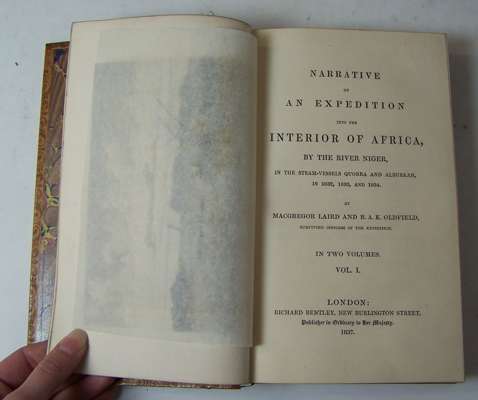 NARRATIVE
OF
AN EXPEDITION
INTO THE
INTERIOR OF AFRICA,
BY THE RIVER NIGER,
IN THE STEAM-VESSELS QUORRA AND ALBURKAH,
IN 1832, 1833, AND 1834.
BY
MACGREGOR LAIRD AND R. A. K. OLDFIELD,
SURVIVING OFFICERS OF THE EXPEDITION.
IN TWO VOLUMES.
VOL. I.
LONDON:
RICHARD BENTLEY, NEW BURLINGTON STREET,
Publisher in Ordinary to Her Majesty.
1837.